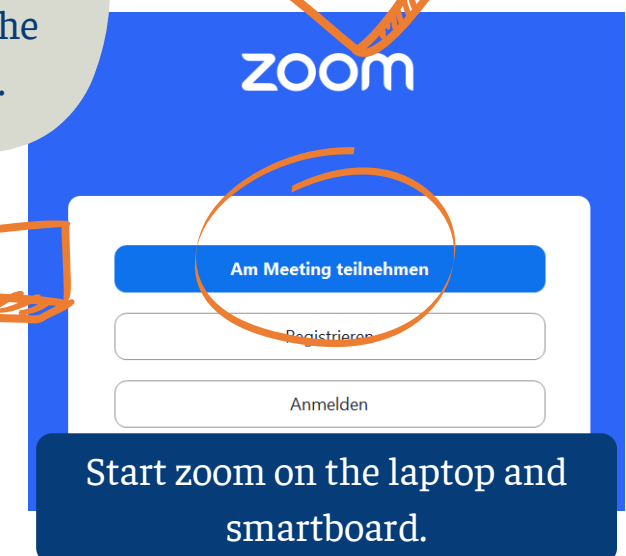 he
.
zoom
Am Meeting teilnehmen
Registrieren
Anmelden
Start zoom on the laptop and
smartboard.